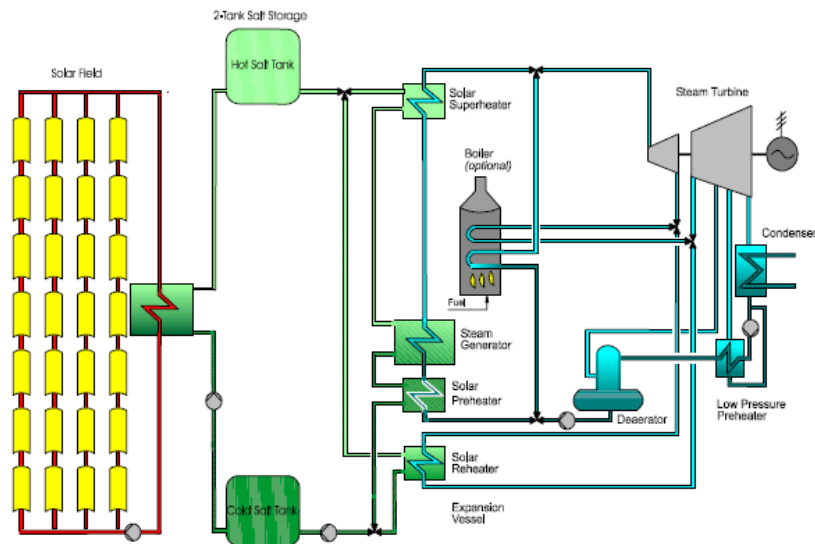 2-Tank Salt Storage
Hot Salt Tank
Solar Field
Solar
Superheater
Steam Turbine
Boiler
(optional)
Condenser
Fuel
Steam
Generator
Solar
Preheater
Deaerator
Low Pressure
Preheater
Solar
Reheater
Cold Salt Tank
Expansion
Vessel